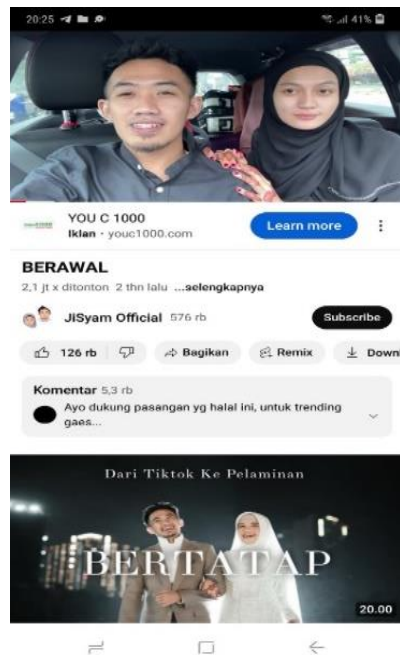 20:25 41%
YOU C 1000
Iklan · youc1000.com
Learn more
BERAWAL
2,1 jt x ditonton 2 thn lalu ...selengkapnya
JiSyam Official 576 rb
Subscribe
126 rb Bagikan Remix Down
Komentar 5,3 rb
Ayo dukung pasangan yg halal ini, untuk trending
gaes...
Dari Tiktok Ke Pelaminan
BERTATAP
20.00